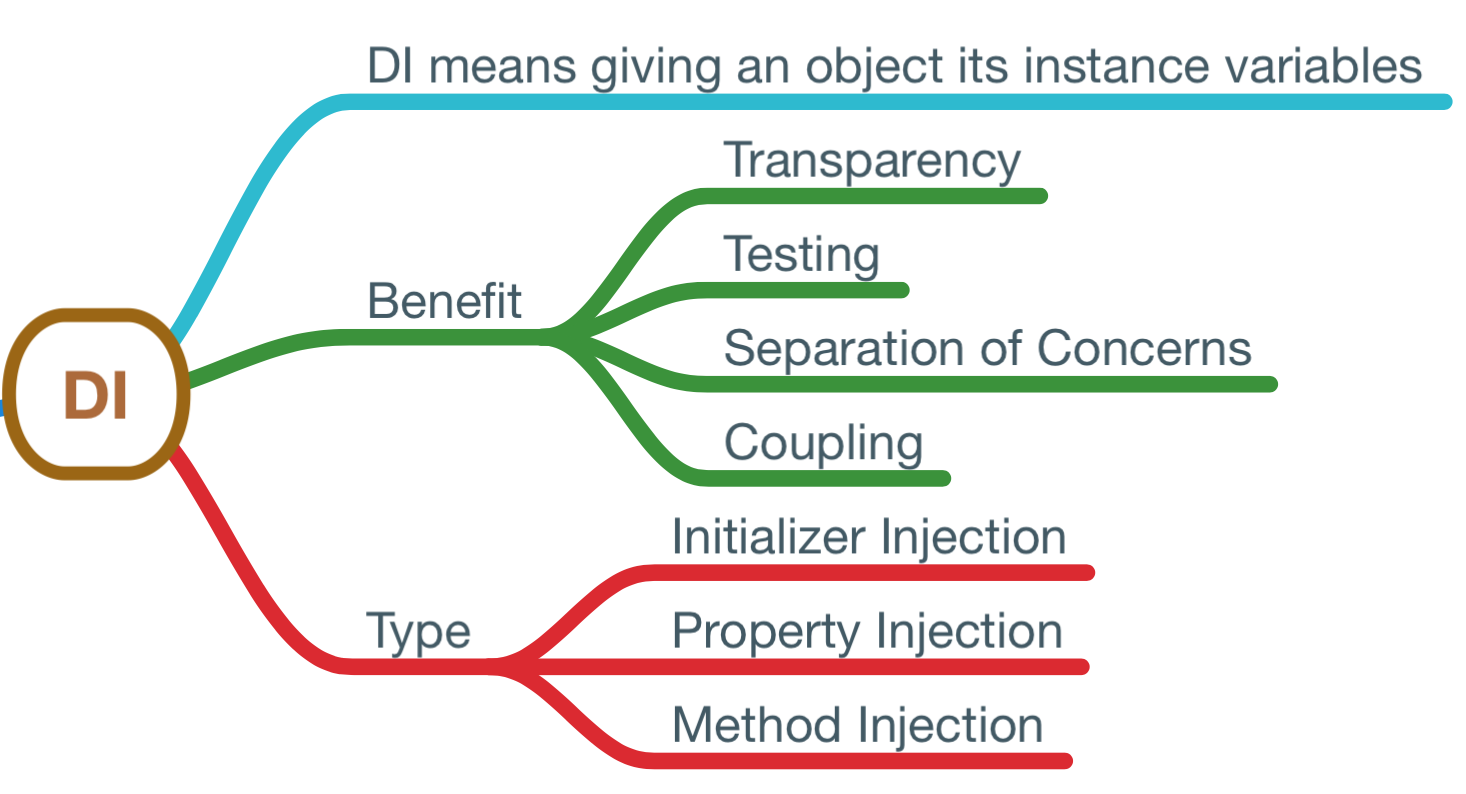 DI means giving an object its instance variables
Transparency
Testing
Benefit
Separation of Concerns
DI
Coupling
Initializer Injection
Type
Property Injection
Method Injection